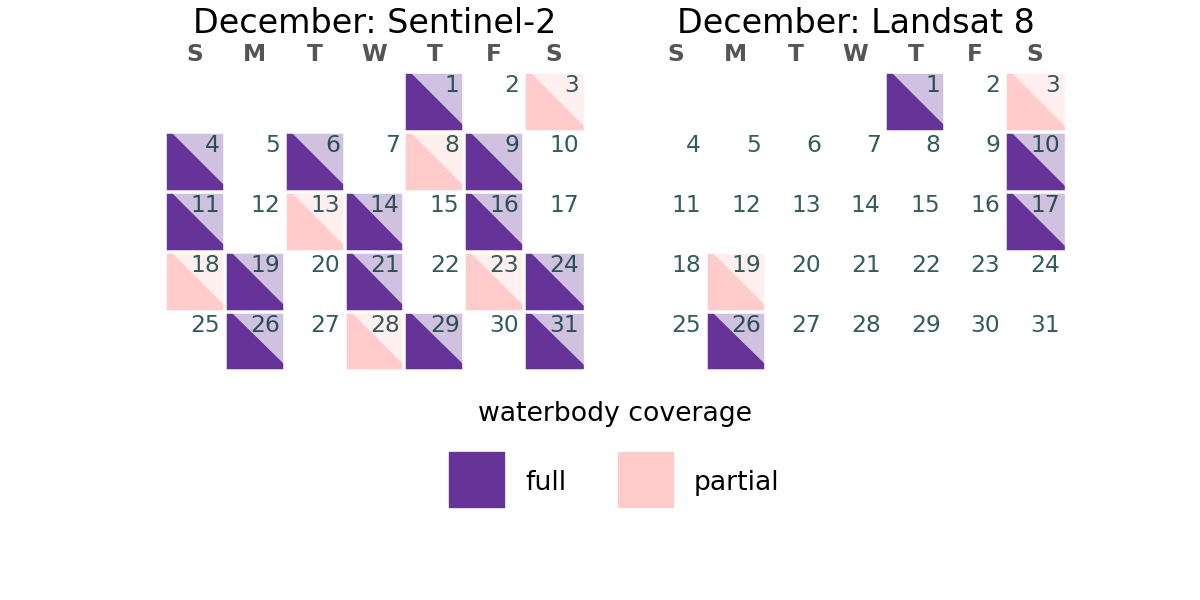 December: Sentinel-2
S M T W T F S
1 2 3
4 5 6 7 8 9 10
11 12 13 14 15 16 17
18 19 20 21 22 23 24
25 26 27 28 29 30 31
December: Landsat 8
S M T W T F S
1 2 3
4 5 6 7 8 9 10
11 12 13 14 15 16 17
18 19 20 21 22 23 24
25 26 27 28 29 30 31
waterbody coverage
full partial